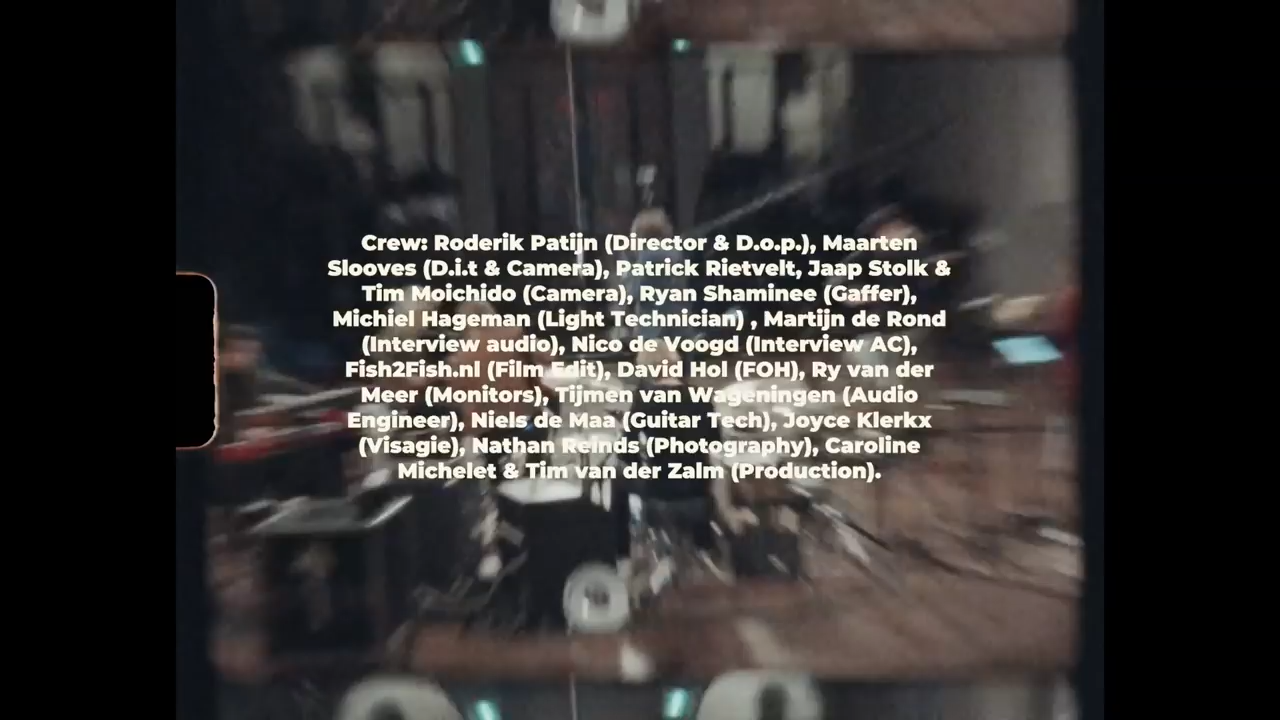 Crew: Roderik Patijn (Director & D.o.p.), Maarten
Slooves (D.i.t & Camera), Patrick Rietvelt, Jaap Stolk &
Tim Moichido (Camera), Ryan Shaminee (Gaffer),
Michiel Hageman (Light Technician) , Martijn de Rond
(Interview audio), Nico de Voogd (Interview AC),
Fish2Fish.nl (Film Edit), David Hol (FOH), Ry van der
Meer (Monitors), Tijmen van Wageningen (Audio
Engineer), Niels de Maa (Guitar Tech), Joyce Klerkx
(Visagie), Nathan Reinds (Photography), Caroline
Michelet & Tim van der Zalm (Production).